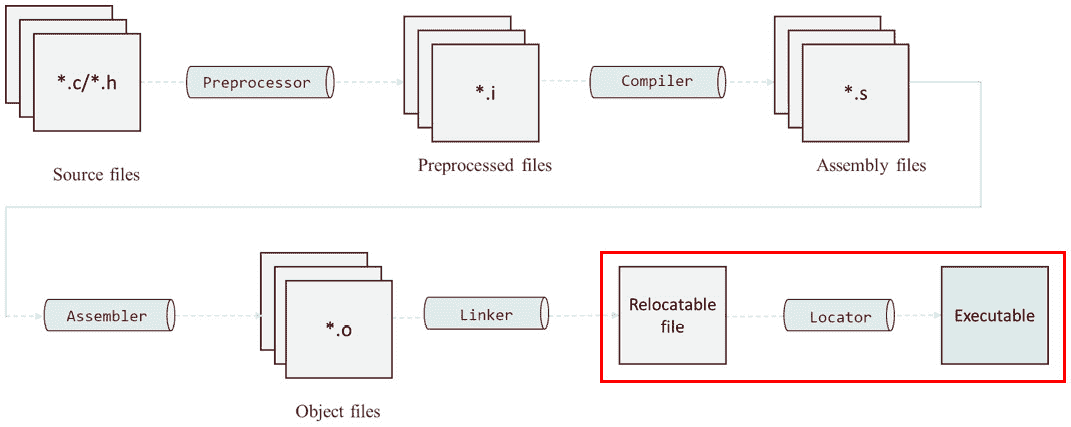 *.c/*.h
Preprocessor
*.i
Compiler
*.s
Source files
Preprocessed files
Assembly files
Assembler
*.o
Linker
Relocatable
file
Locator
Executable
Object files